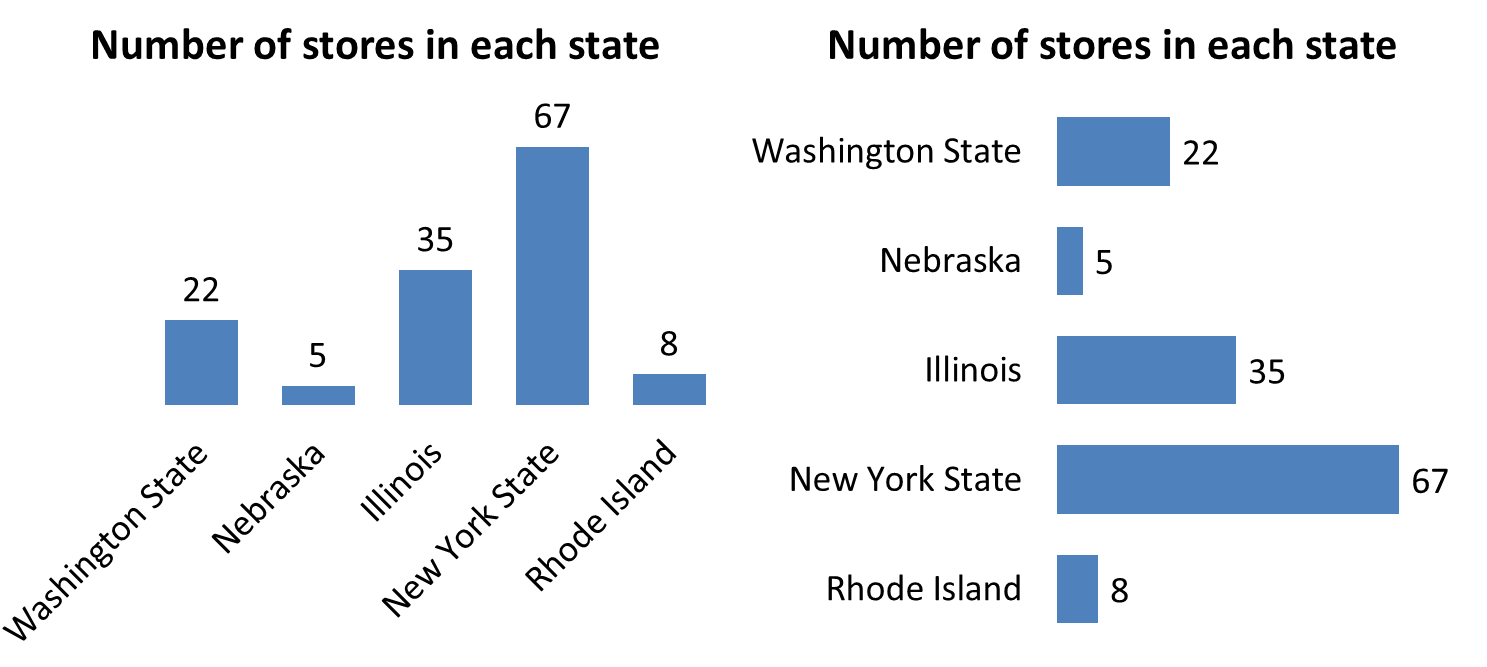 Number of stores in each state
67
35
22
8
5
Washington State
Nebraska
Illinois
New York State
Rhode Island
Number of stores in each state
Washington State 22
Nebraska 5
Illinois 35
New York State 67
Rhode Island 8